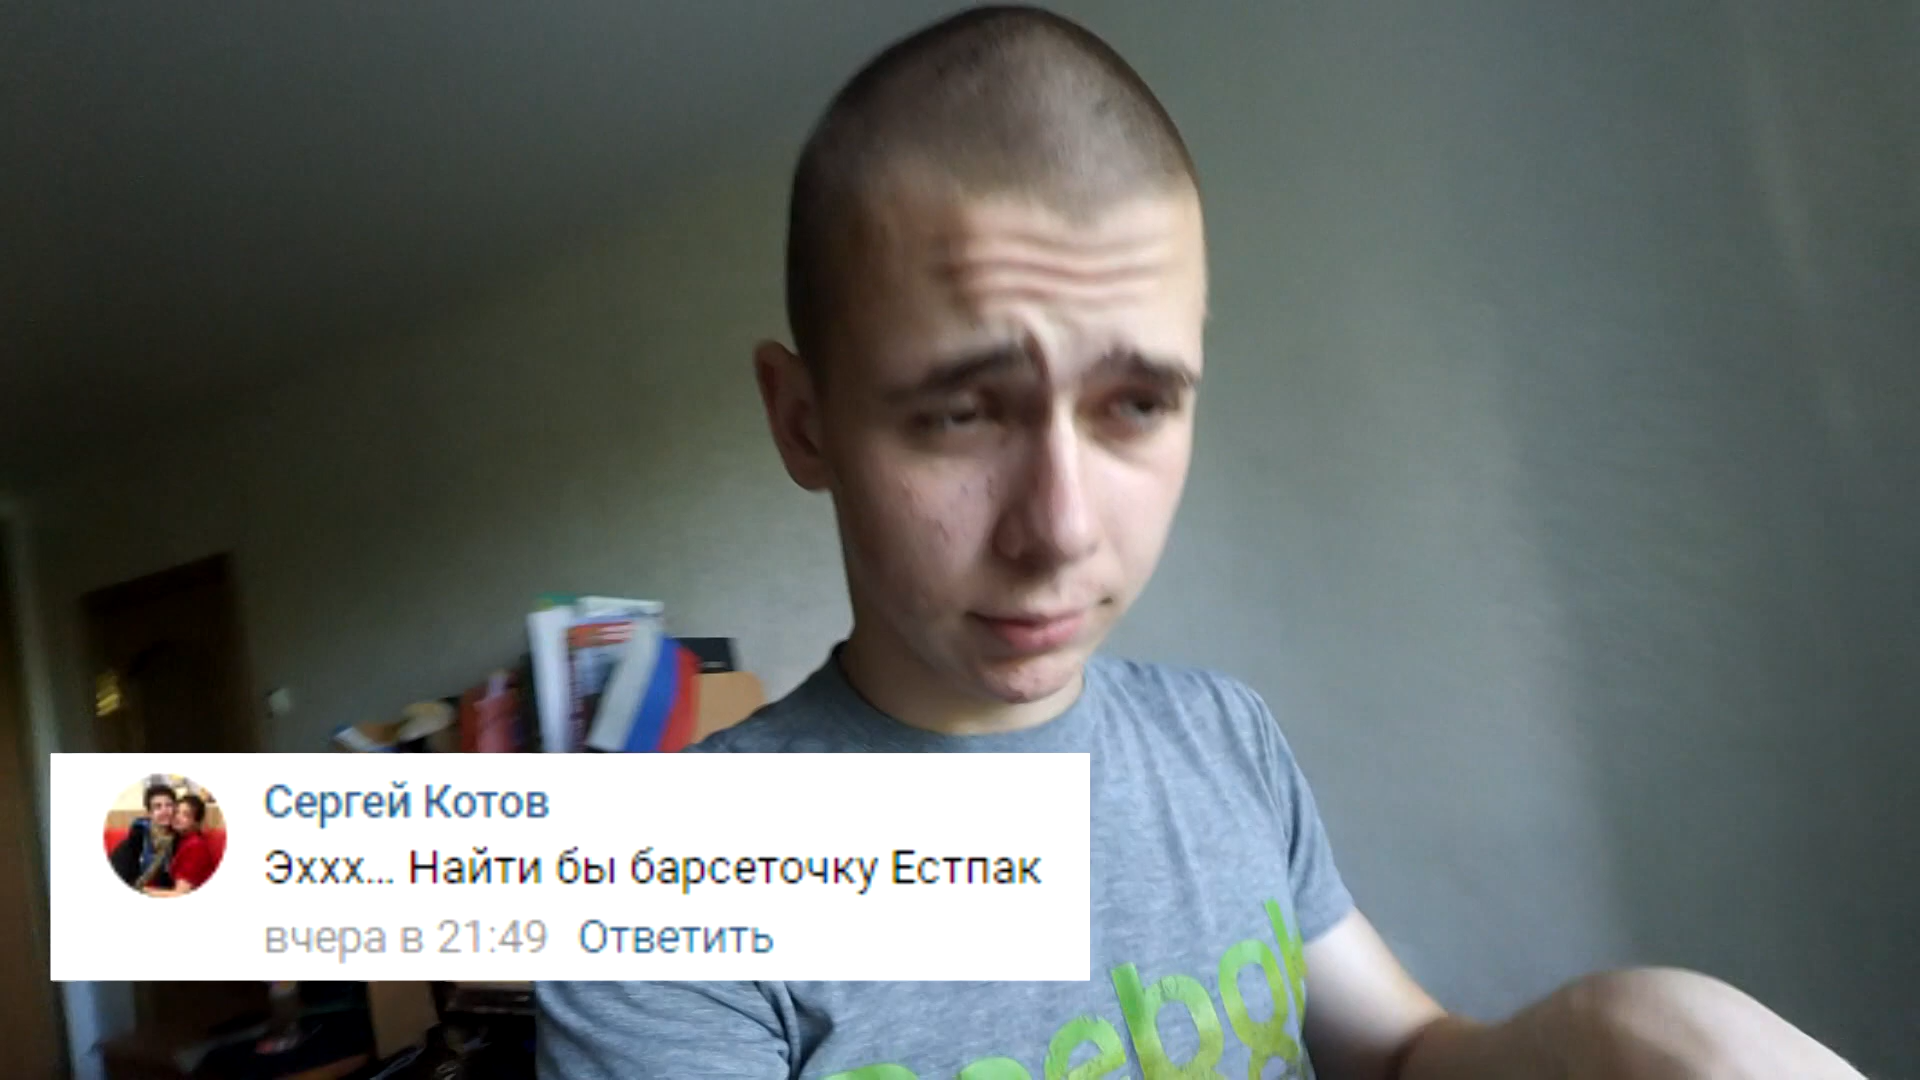 Сергей Котов
Эххх... Найти бы барсеточку Естпак
вчера в 21:49 Ответить